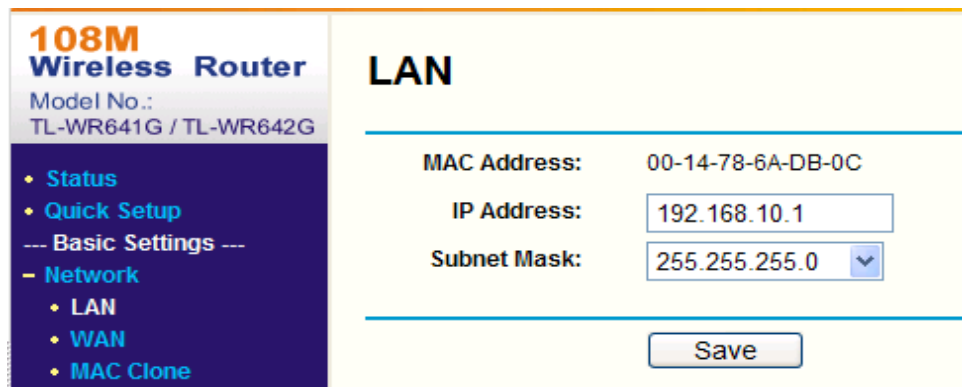 108M
Wireless Router
Model No.:
TL-WR641G / TL-WR642G
• Status
• Quick Setup
--- Basic Settings ---
– Network
• LAN
• WAN
• MAC Clone
LAN
MAC Address: 00-14-78-6A-DB-0C
IP Address: 192.168.10.1
Subnet Mask: 255.255.255.0
Save